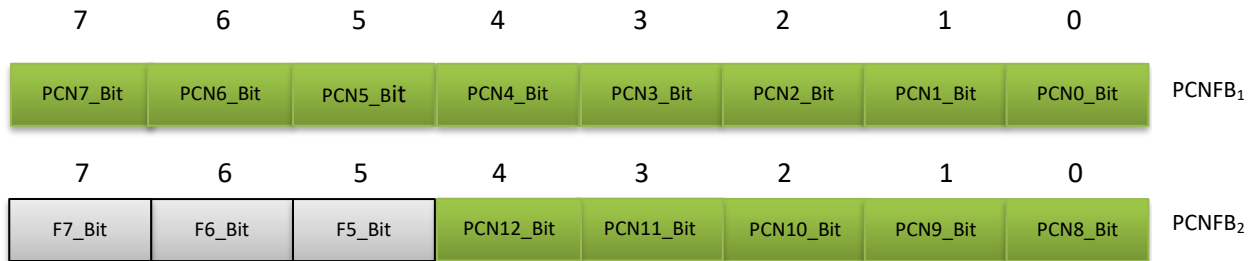 7 6 5 4 3 2 1 0
PCN7_Bit PCN6_Bit PCN5_Bit PCN4_Bit PCN3_Bit PCN2_Bit PCN1_Bit PCN0_Bit PCNFB₁
7 6 5 4 3 2 1 0
F7_Bit F6_Bit F5_Bit PCN12_Bit PCN11_Bit PCN10_Bit PCN9_Bit PCN8_Bit PCNFB₂